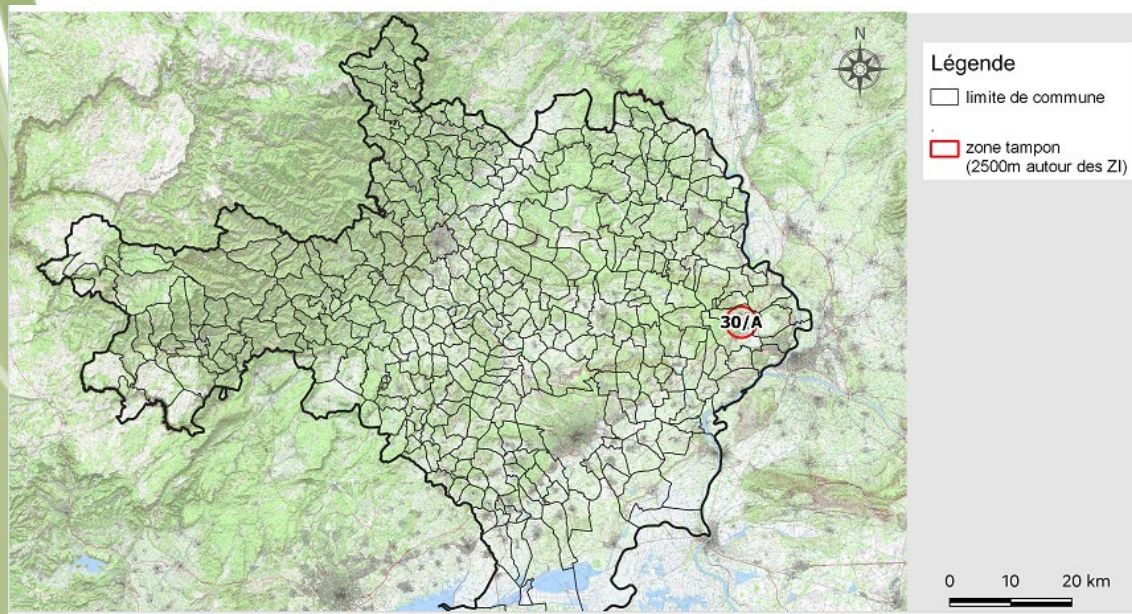 N
Légende
limite de commune
zone tampon
(2500m autour des ZI)
30/A
0 10 20 km